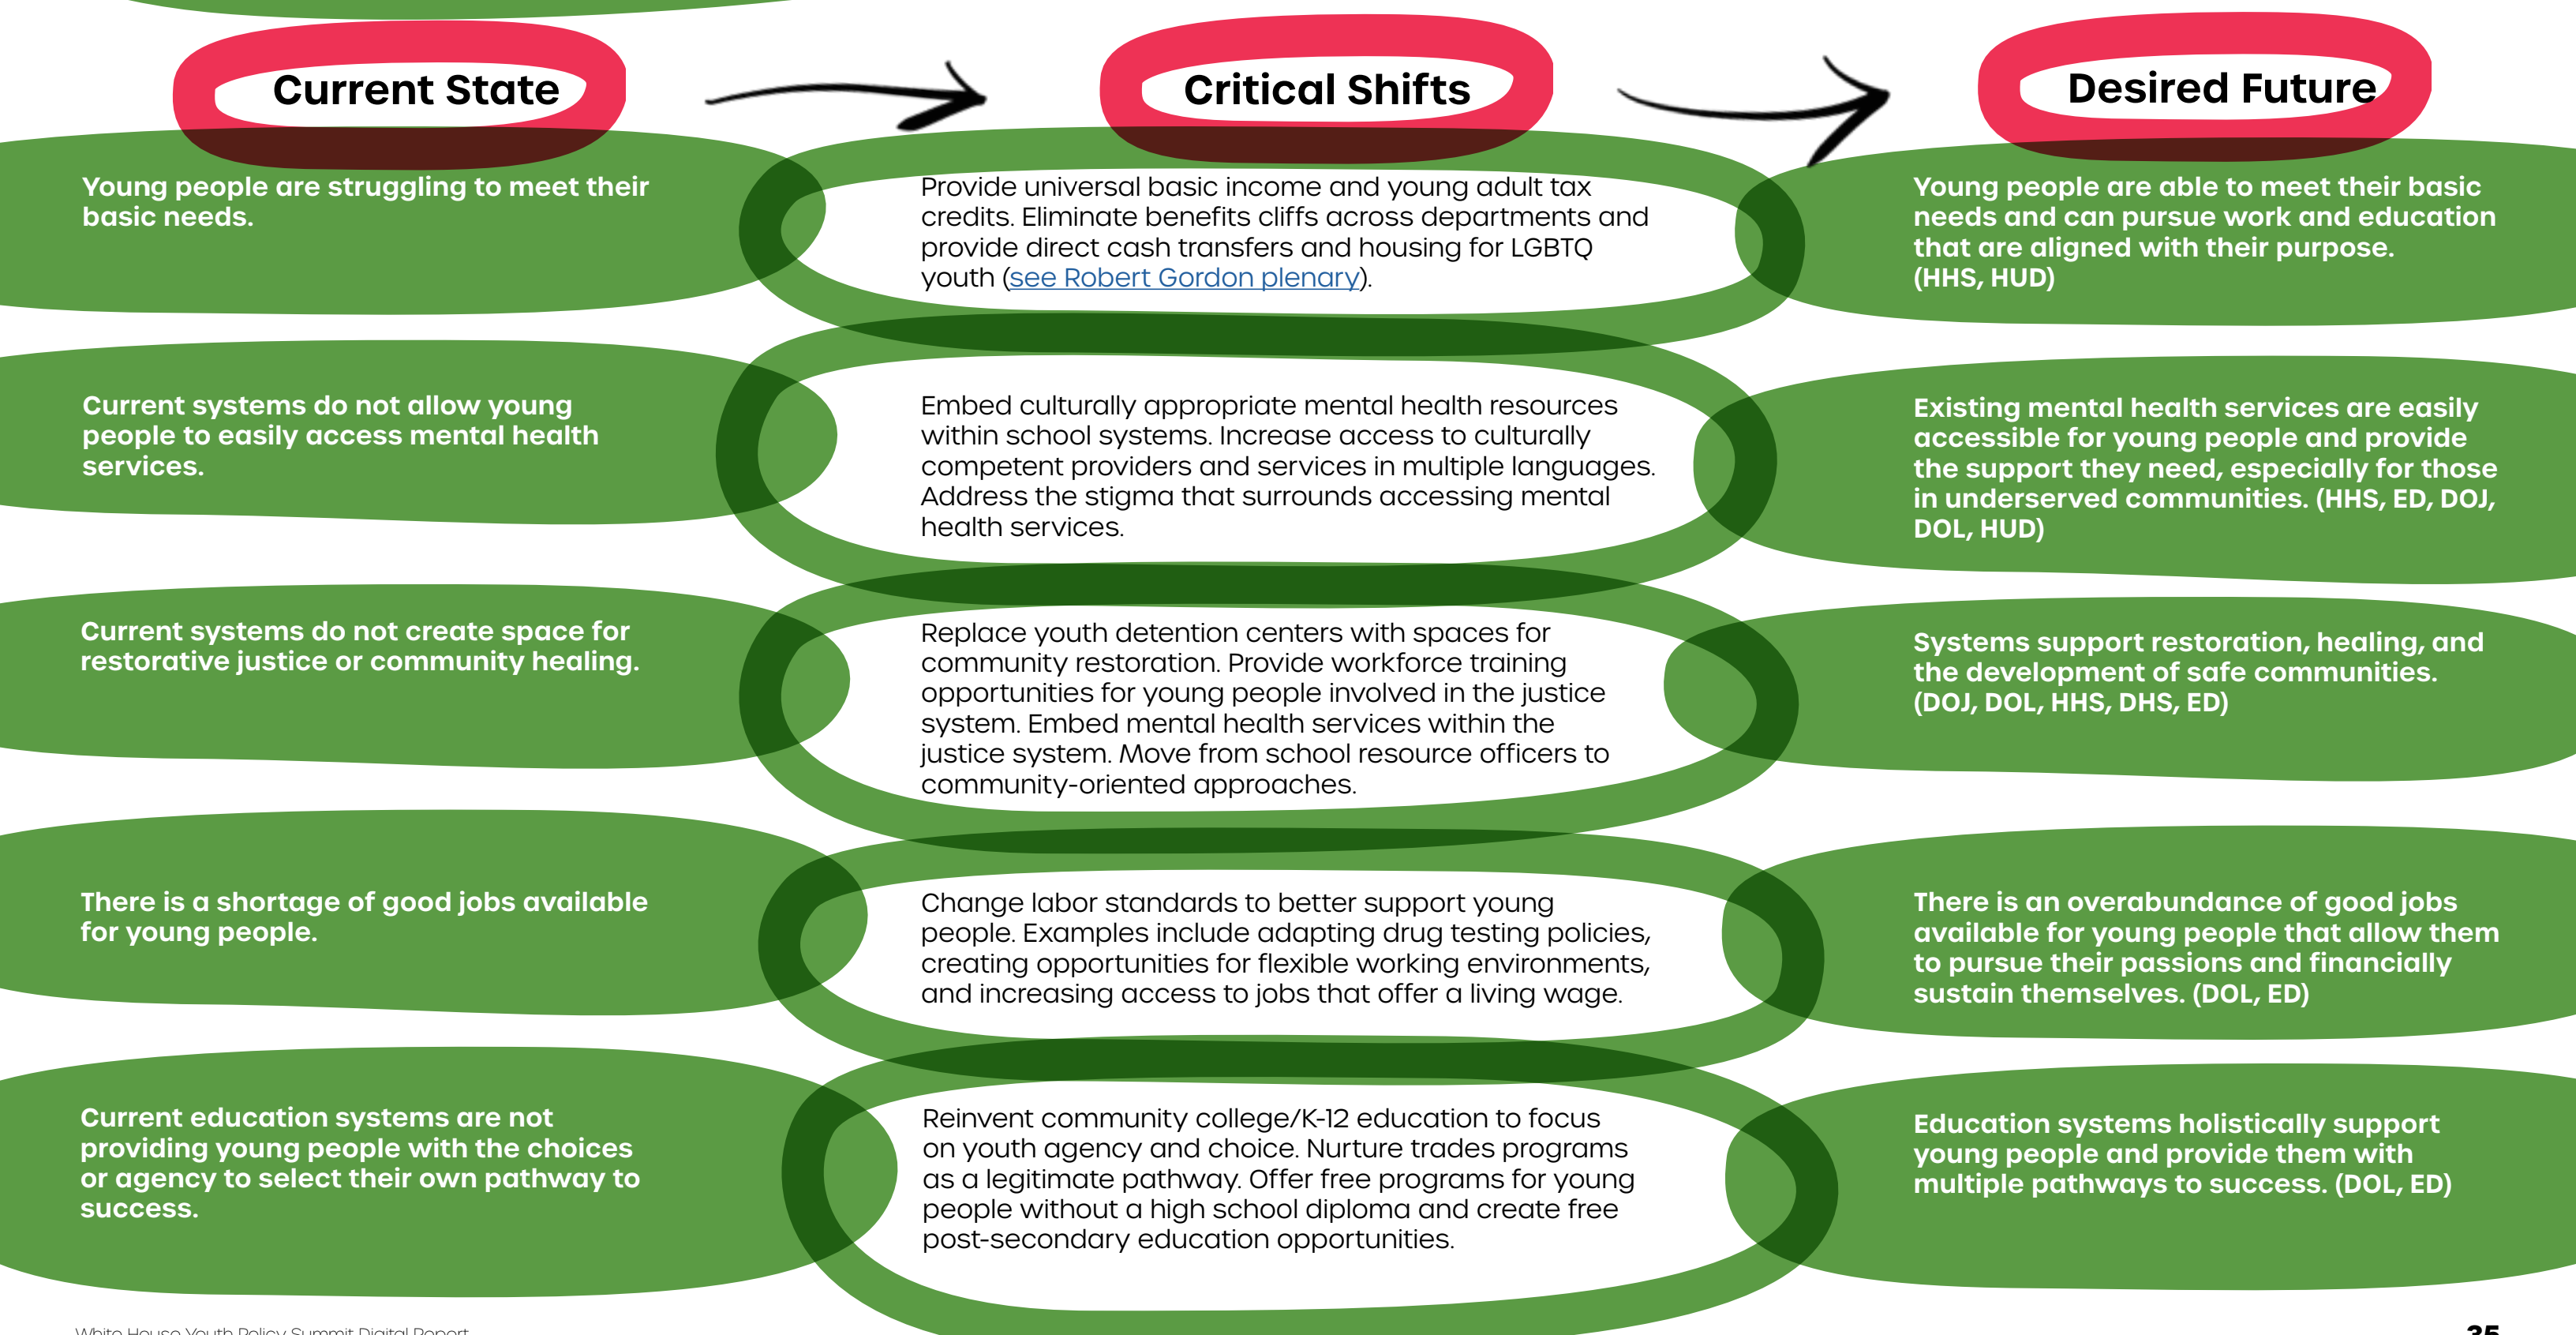 Current State
Critical Shifts
Desired Future
Young people are struggling to meet their
basic needs.
Provide universal basic income and young adult tax
credits. Eliminate benefits cliffs across departments and
provide direct cash transfers and housing for LGBTQ
youth (see Robert Gordon plenary).
Young people are able to meet their basic
needs and can pursue work and education
that are aligned with their purpose.
(HHS, HUD)
Current systems do not allow young
people to easily access mental health
services.
Embed culturally appropriate mental health resources
within school systems. Increase access to culturally
competent providers and services in multiple languages.
Address the stigma that surrounds accessing mental
health services.
Existing mental health services are easily
accessible for young people and provide
the support they need, especially for those
in underserved communities. (HHS, ED, DOJ,
DOL, HUD)
Current systems do not create space for
restorative justice or community healing.
Replace youth detention centers with spaces for
community restoration. Provide workforce training
opportunities for young people involved in the justice
system. Embed mental health services within the
justice system. Move from school resource officers to
community-oriented approaches.
Systems support restoration, healing, and
the development of safe communities.
(DOJ, DOL, HHS, DHS, ED)
There is a shortage of good jobs available
for young people.
Change labor standards to better support young
people. Examples include adapting drug testing policies,
creating opportunities for flexible working environments,
and increasing access to jobs that offer a living wage.
There is an overabundance of good jobs
available for young people that allow them
to pursue their passions and financially
sustain themselves. (DOL, ED)
Current education systems are not
providing young people with the choices
or agency to select their own pathway to
success.
Reinvent community college/K-12 education to focus
on youth agency and choice. Nurture trades programs
as a legitimate pathway. Offer free programs for young
people without a high school diploma and create free
post-secondary education opportunities.
Education systems holistically support
young people and provide them with
multiple pathways to success. (DOL, ED)
White House Youth Policy Summit Digital Report
35